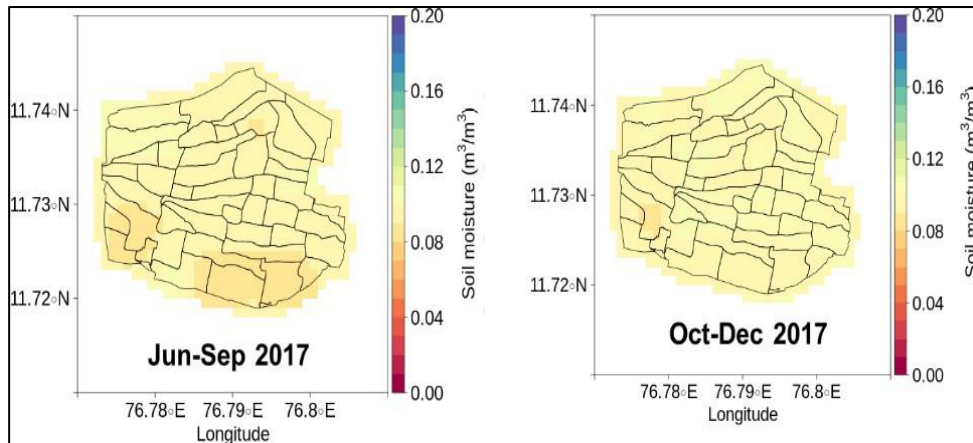 0.20
0.16
0.12
0.08
0.04
0.00
Soil moisture (m³/m³)
11.74○N
11.73○N
11.72○N
Jun-Sep 2017
76.78○E 76.79○E 76.8○E
Longitude
0.20
0.16
0.12
0.08
0.04
0.00
Soil moisture (m³/m³)
11.74○N
11.73○N
11.72○N
Oct-Dec 2017
76.78○E 76.79○E 76.8○E
Longitude